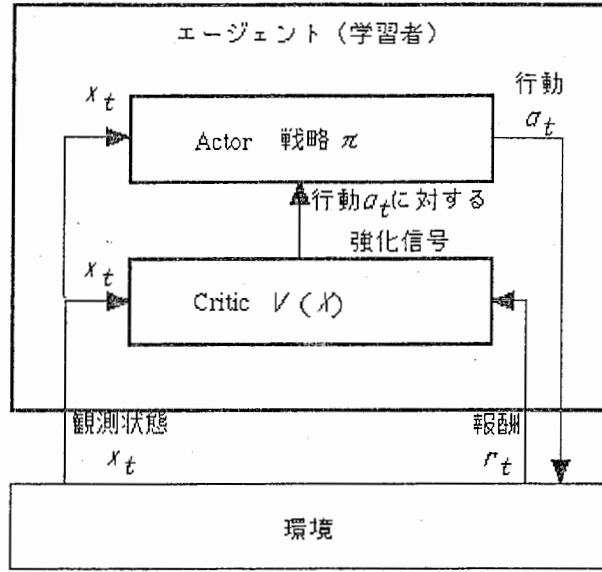 エージェント（学習者）
x_t
行動
a_t
Actor 戦略 π
行動a_tに対する
強化信号
x_t
Critic V(X)
観測状態
x_t
報酬
r_t
環境